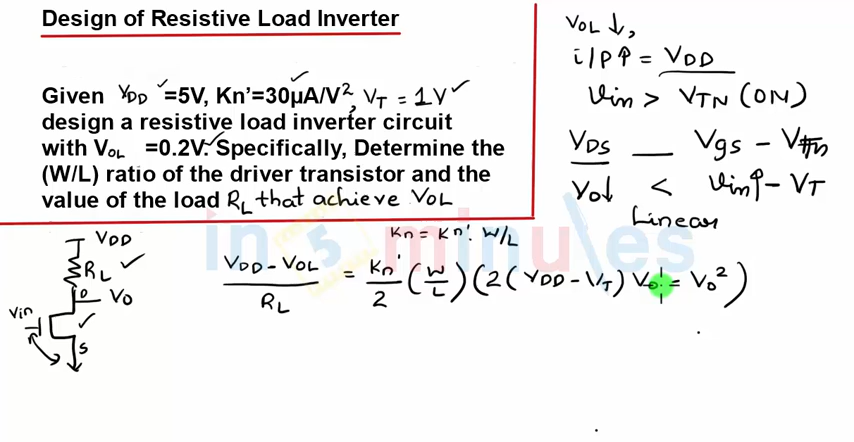 Design of Resistive Load Inverter
Given VDD =5V, Kn'=30µA/V², VT = 1V
design a resistive load inverter circuit
with VOL =0.2V. Specifically, Determine the
(W/L) ratio of the driver transistor and the
value of the load RL that achieve VOL
VOL ↓,
i/p ↑ = VDD
Vin > VTN (ON)
VDS __ Vgs - VTn
Vo↓ < Vin↑ - VT
Linear
in 5 minutes
VDD
RL
Vo
Vin
S
Kn = Kn'. W/L
(VDD - VOL)/RL = Kn'/2 (W/L) (2 (VDD - VT) Vo = Vo²)